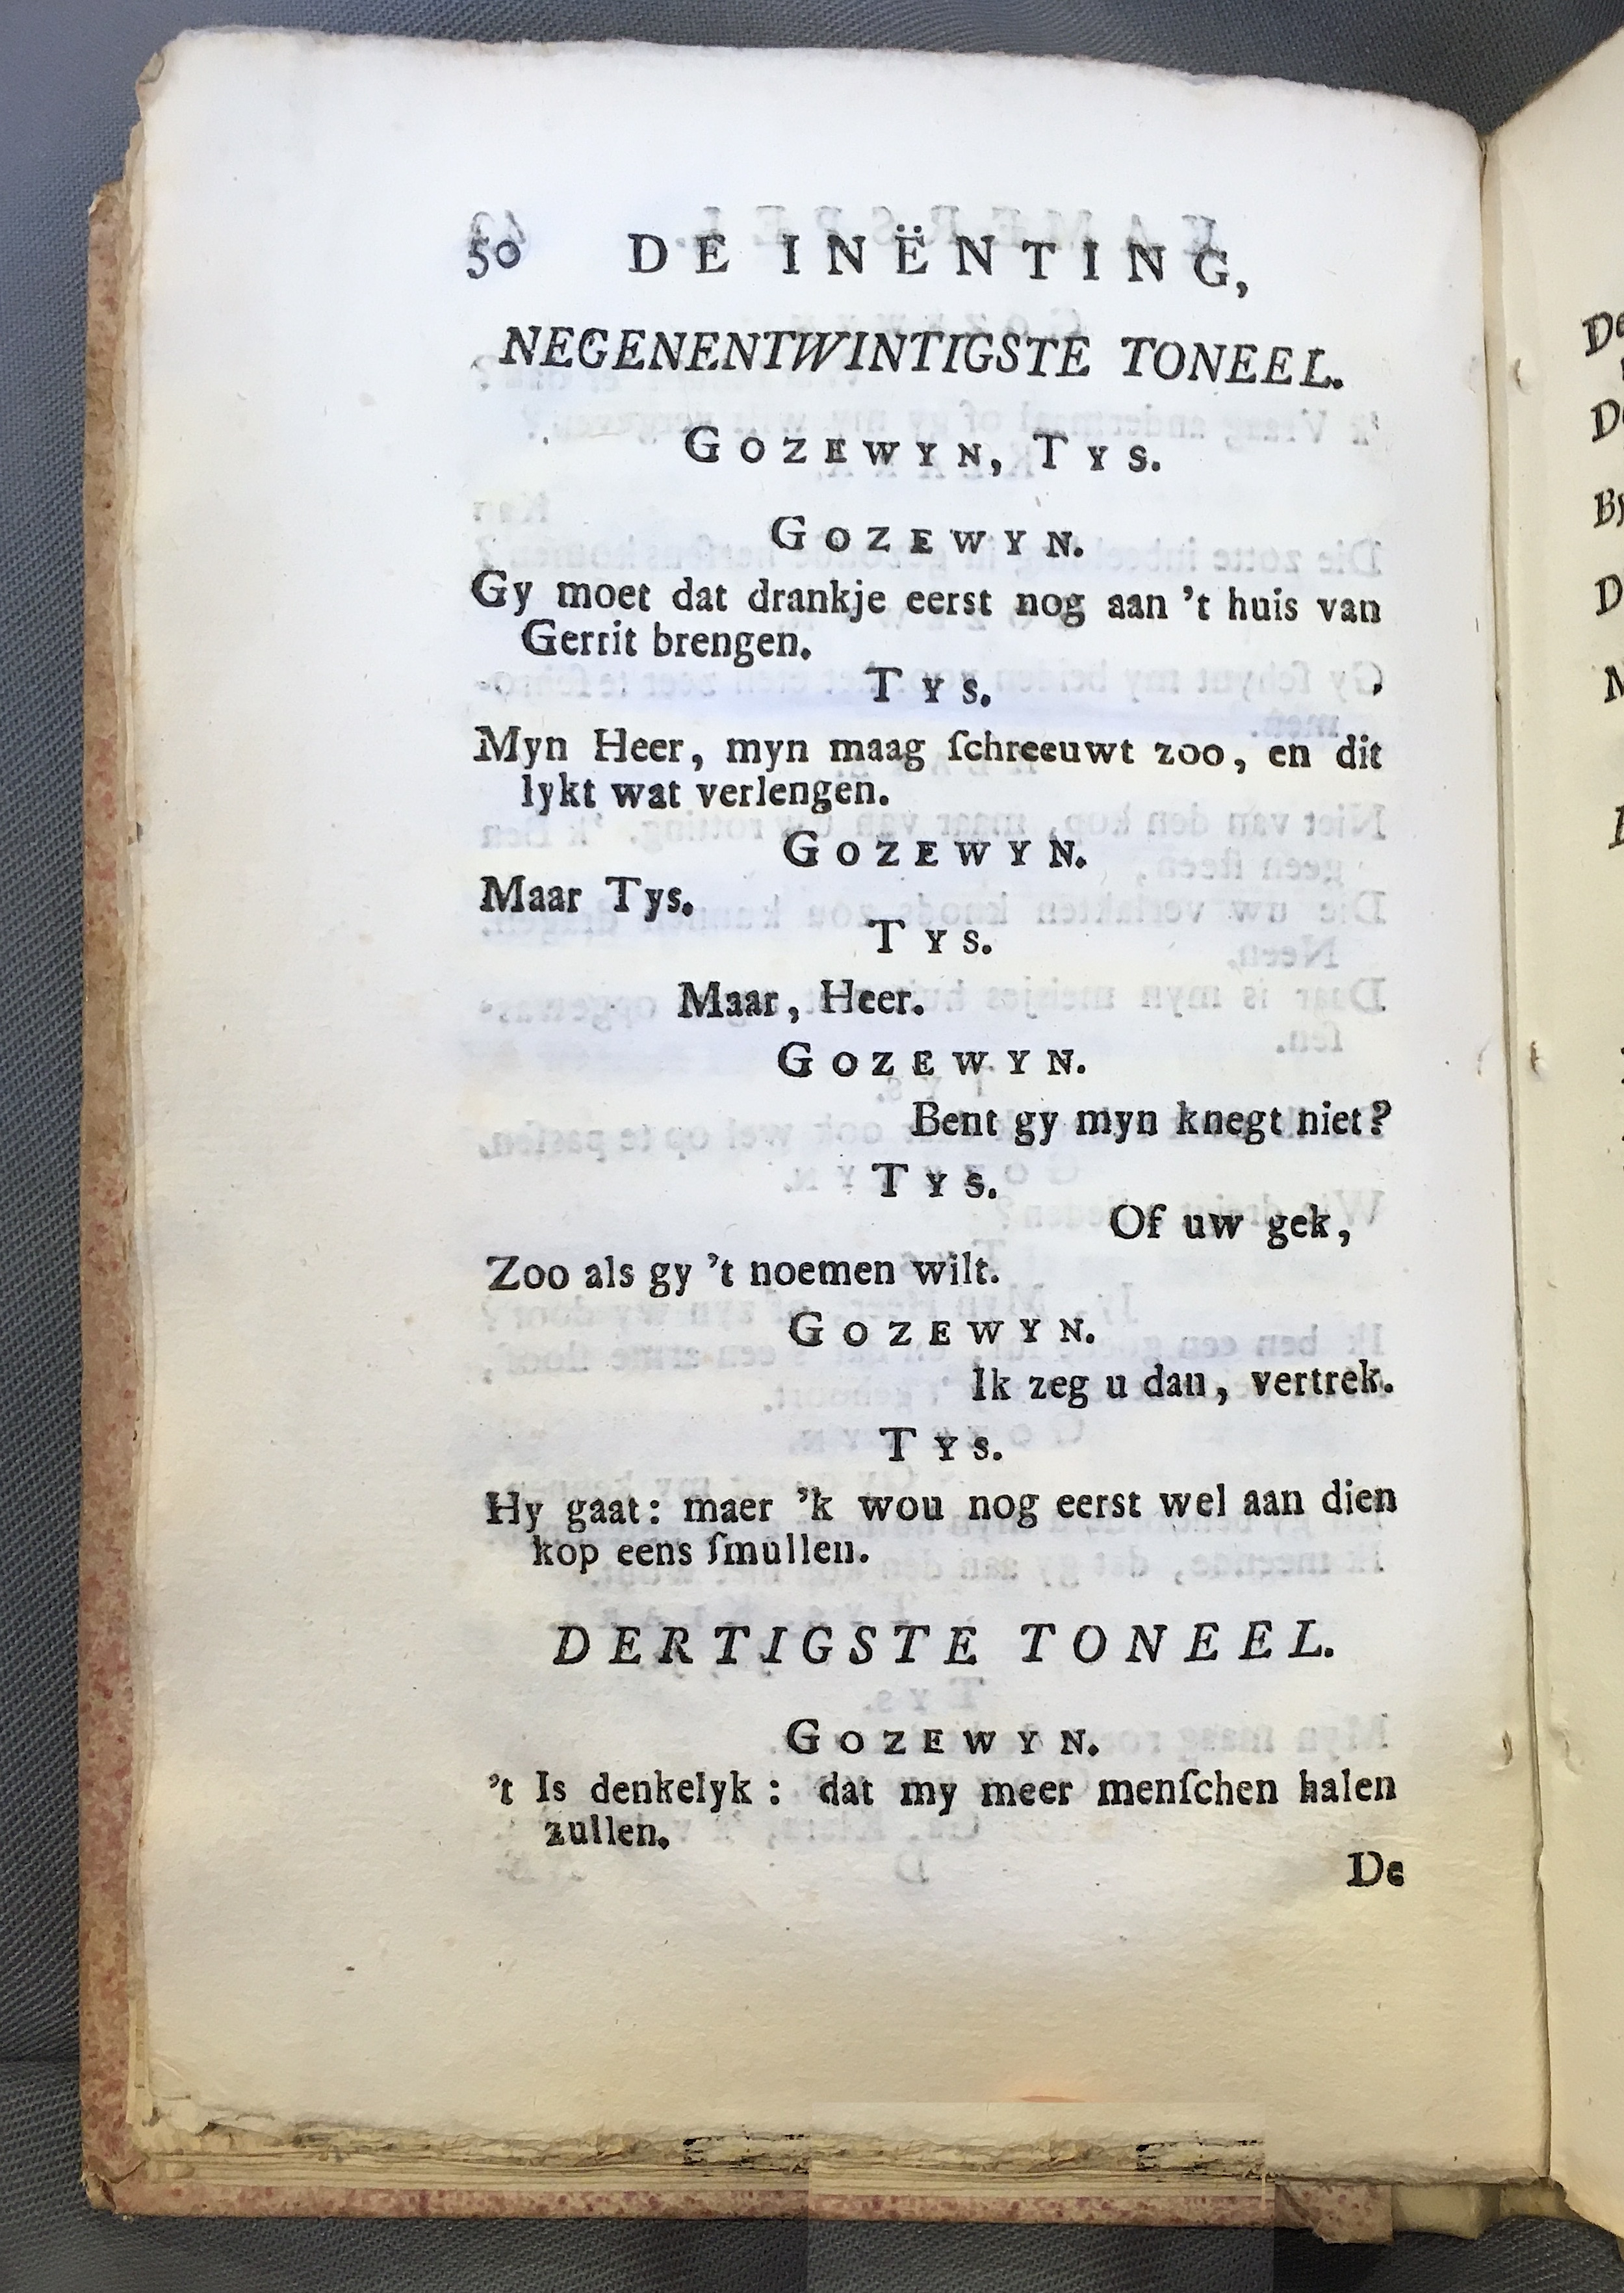 50 DE INËNTING,
NEGENENTWINTIGSTE TONEEL.
GOZEWYN, TYS.
GOZEWYN.
Gy moet dat drankje eerst nog aan 't huis van
Gerrit brengen.
TYS.
Myn Heer, myn maag ſchreeuwt zoo, en dit
lykt wat verlengen.
GOZEWYN.
Maar Tys.
TYS.
Maar, Heer.
GOZEWYN.
Bent gy myn knegt niet?
TYS.
Of uw gek,
Zoo als gy 't noemen wilt.
GOZEWYN.
Ik zeg u dan, vertrek.
TYS.
Hy gaat: maer 'k wou nog eerst wel aan dien
kop eens ſmullen.
DERTIGSTE TONEEL.
GOZEWYN.
't Is denkelyk: dat my meer menſchen halen
zullen.
De